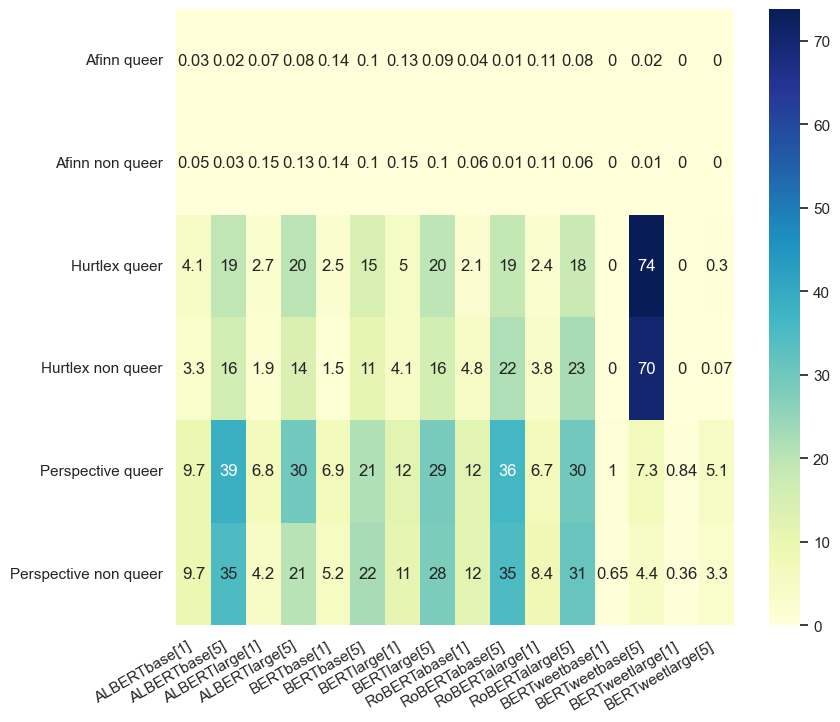 Afinn queer 0.03 0.02 0.07 0.08 0.14 0.1 0.13 0.09 0.04 0.01 0.11 0.08 0 0.02 0 0
Afinn non queer 0.05 0.03 0.15 0.13 0.14 0.1 0.15 0.1 0.06 0.01 0.11 0.06 0 0.01 0 0
Hurtlex queer 4.1 19 2.7 20 2.5 15 5 20 2.1 19 2.4 18 0 74 0 0.3
Hurtlex non queer 3.3 16 1.9 14 1.5 11 4.1 16 4.8 22 3.8 23 0 70 0 0.07
Perspective queer 9.7 39 6.8 30 6.9 21 12 29 12 36 6.7 30 1 7.3 0.84 5.1
Perspective non queer 9.7 35 4.2 21 5.2 22 11 28 12 35 8.4 31 0.65 4.4 0.36 3.3
ALBERTbase[1]
ALBERTbase[5]
ALBERTlarge[1]
ALBERTlarge[5]
BERTbase[1]
BERTbase[5]
BERTlarge[1]
BERTlarge[5]
RoBERTabase[1]
RoBERTabase[5]
RoBERTalarge[1]
RoBERTalarge[5]
BERTweetbase[1]
BERTweetbase[5]
BERTweetlarge[1]
BERTweetlarge[5]
70
60
50
40
30
20
10
0